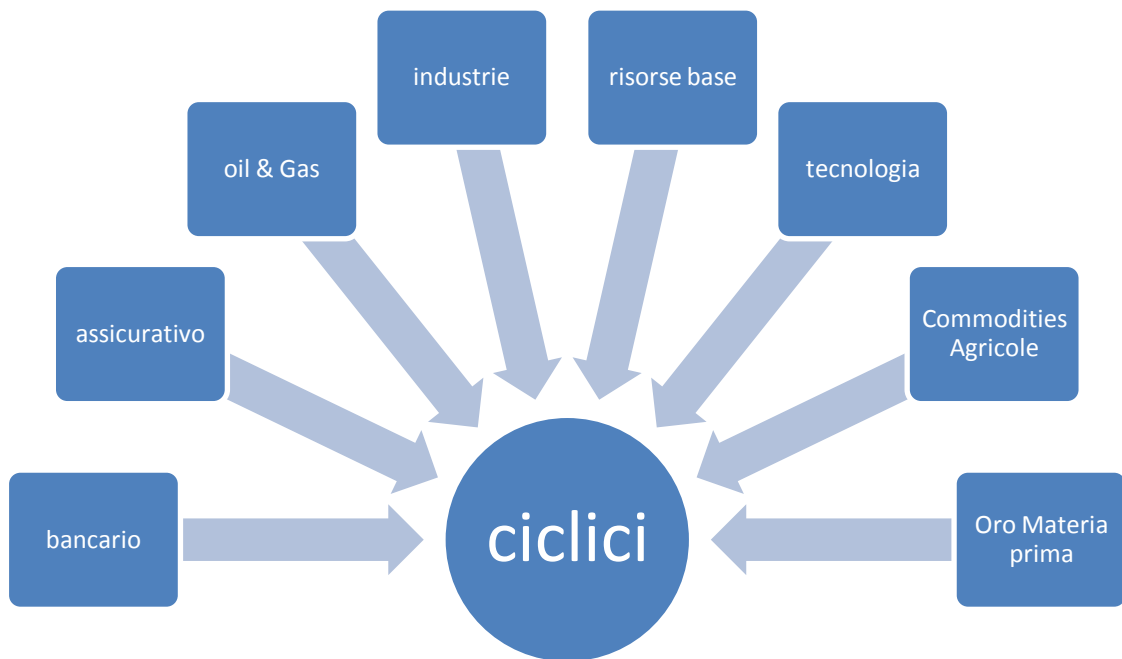 industrie
risorse base
oil & Gas
tecnologia
assicurativo
Commodities
Agricole
bancario
ciclici
Oro Materia
prima